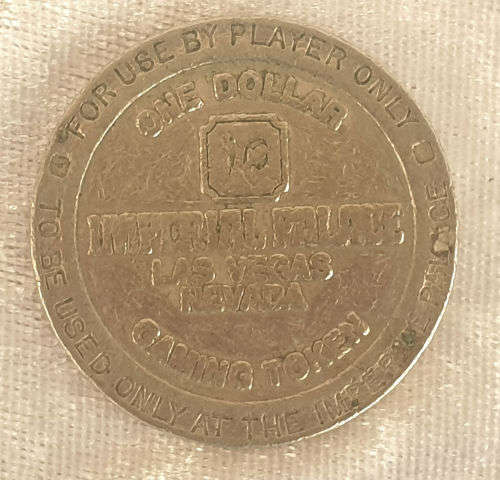 FOR USE BY PLAYER ONLY
ONE DOLLAR
IP
IMPERIAL PALACE
LAS VEGAS
NEVADA
GAMING TOKEN
TO BE USED ONLY AT THE IMPERIAL PALACE